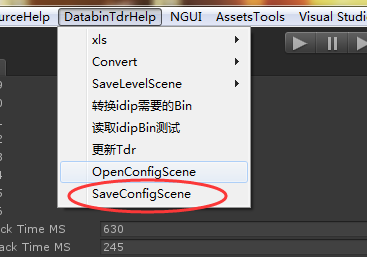 urceHelp DatabinTdrHelp NGUI AssetsTools Visual Studi
xls
Convert
SaveLevelScene
转换idip需要的Bin
读取idipBin测试
更新Tdr
OpenConfigScene
SaveConfigScene
ck Time MS 630
ack Time MS 245